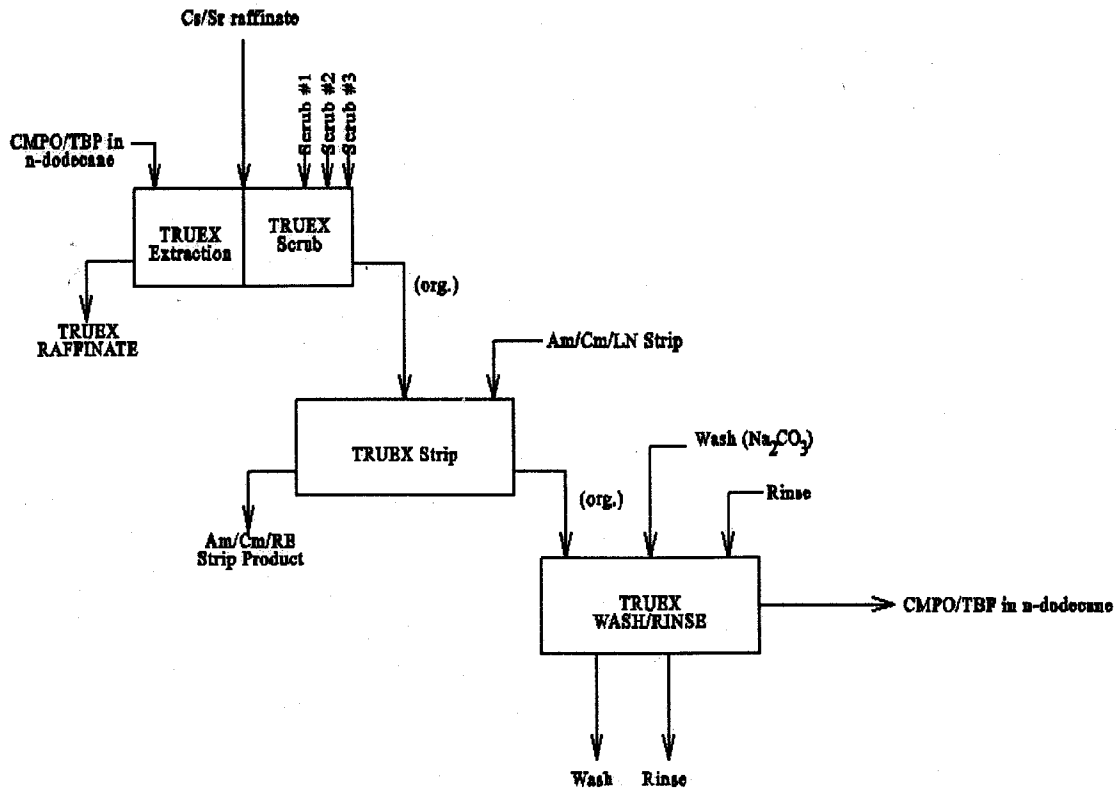 Cs/Sr raffinate
Scrub #1
Scrub #2
Scrub #3
CMPO/TBP in
n-dodecane
TRUEX
Extraction
TRUEX
Scrub
(org.)
TRUEX
RAFFINATE
Am/Cm/LN Strip
TRUEX Strip
Wash (Na2CO3)
(org.)
Rinse
Am/Cm/RE
Strip Product
TRUEX
WASH/RINSE
CMPO/TBP in n-dodecane
Wash
Rinse